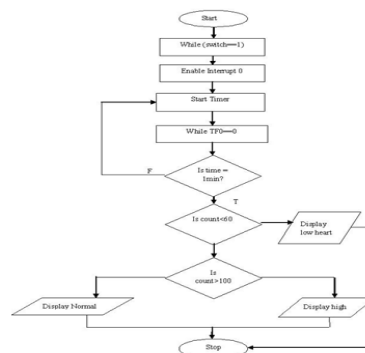 Start
While (switch==1)
Enable Interrupt 0
Start Timer
While TF0==0
F
Is time =
1min?
T
Is count<60
Display
low heart
Is
count>100
Display Normal
Display high
Stop